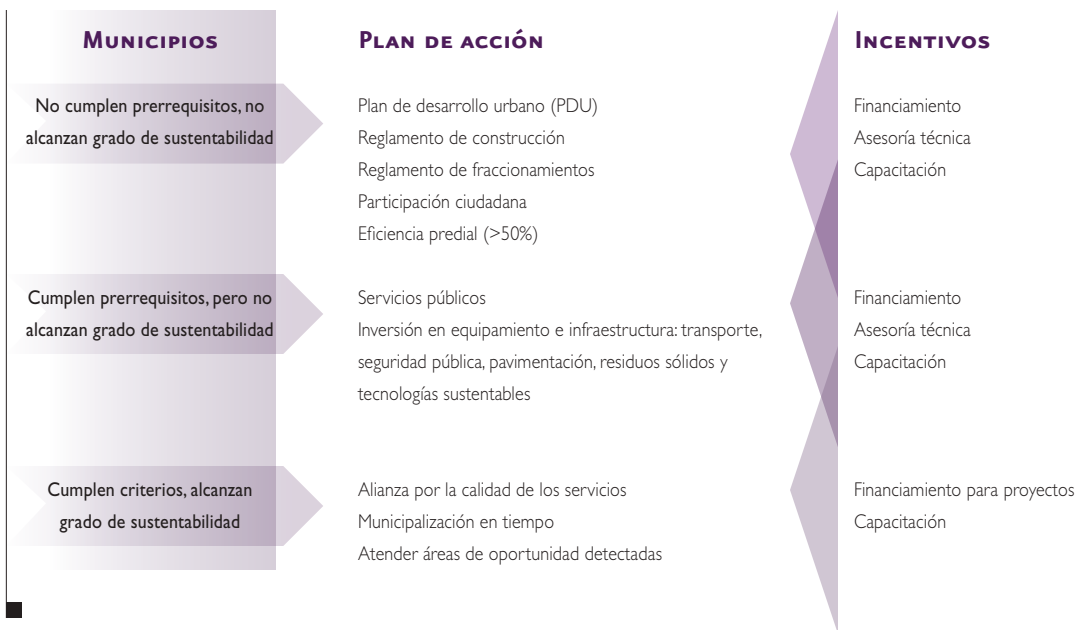 MUNICIPIOS
PLAN DE ACCIÓN
INCENTIVOS
No cumplen prerrequisitos, no
alcanzan grado de sustentabilidad
Plan de desarrollo urbano (PDU)
Reglamento de construcción
Reglamento de fraccionamientos
Participación ciudadana
Eficiencia predial (>50%)
Financiamiento
Asesoría técnica
Capacitación
Cumplen prerrequisitos, pero no
alcanzan grado de sustentabilidad
Servicios públicos
Inversión en equipamiento e infraestructura: transporte,
seguridad pública, pavimentación, residuos sólidos y
tecnologías sustentables
Financiamiento
Asesoría técnica
Capacitación
Cumplen criterios, alcanzan
grado de sustentabilidad
Alianza por la calidad de los servicios
Municipalización en tiempo
Atender áreas de oportunidad detectadas
Financiamiento para proyectos
Capacitación